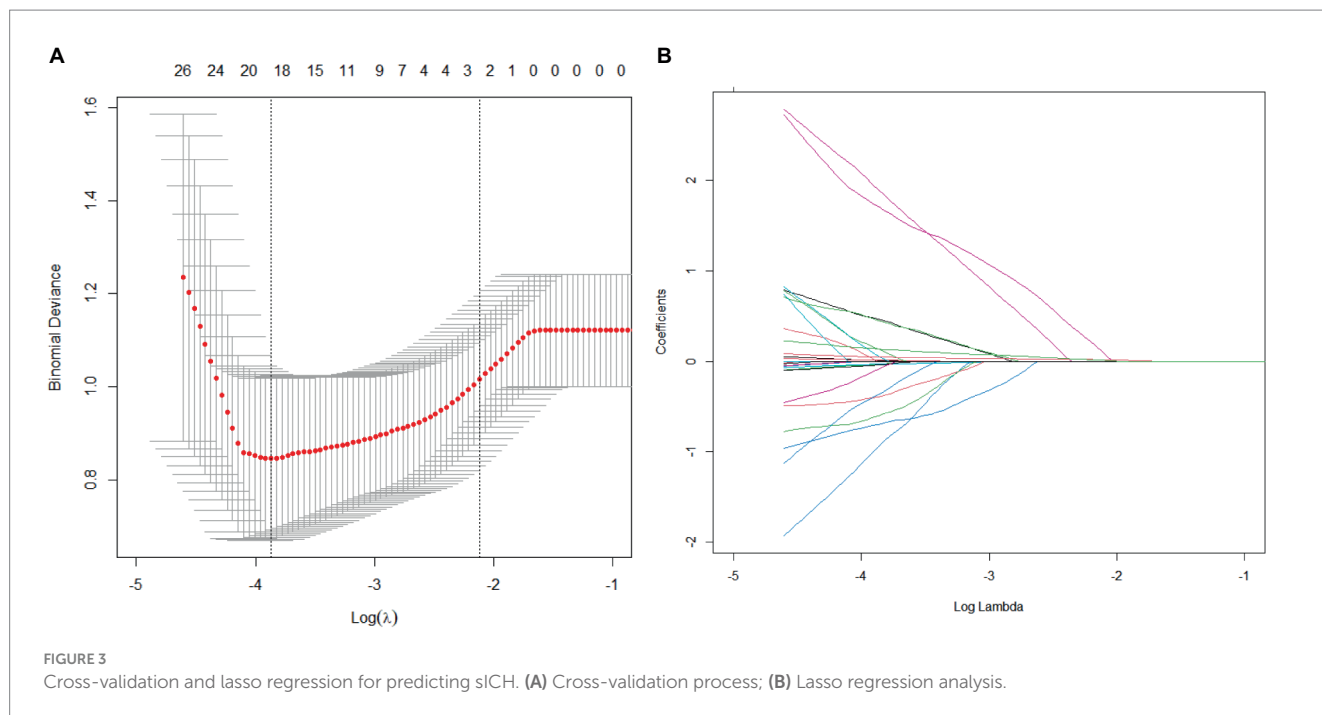 A
26 24 20 18 15 11 9 7 4 4 3 2 1 0 0 0 0 0
1.6
1.4
1.2
1.0
0.8
Binomial Deviance
-5 -4 -3 -2 -1
Log(λ)
B
2
1
0
-1
-2
Coefficients
-5 -4 -3 -2 -1
Log Lambda
FIGURE 3
Cross-validation and lasso regression for predicting sICH. (A) Cross-validation process; (B) Lasso regression analysis.